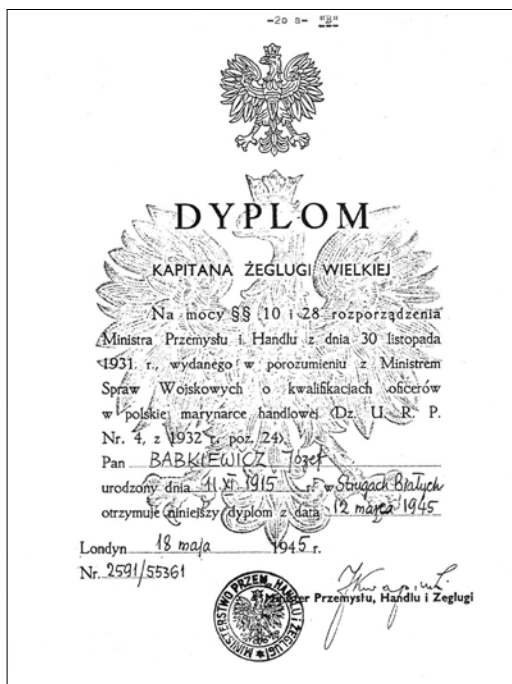 -20 a- "B"
DYPLOM
KAPITANA ŻEGLUGI WIELKIEJ
Na mocy §§ 10 i 28 rozporządzenia
Ministra Przemysłu i Handlu z dnia 30 listopada
1931. r., wydanego w porozumieniu z Ministrem
Spraw Wojskowych o kwalifikacjach oficerów
w polskiej marynarce handlowej (Dz. U. R. P.
Nr. 4, z 1932 r. poz. 24).
Pan BABKIEWICZ Józef
urodzony dnia 11 XI 1915 r. w Strugach Białych
otrzymuje niniejszy dyplom z datą 12 marca 1945
Londyn 18 maja 1945 r.
Nr. 2591/55361
Minister Przemysłu, Handlu i Żeglugi
MINISTERSTWO PRZEM. HANDLU I ŻEGLUGI